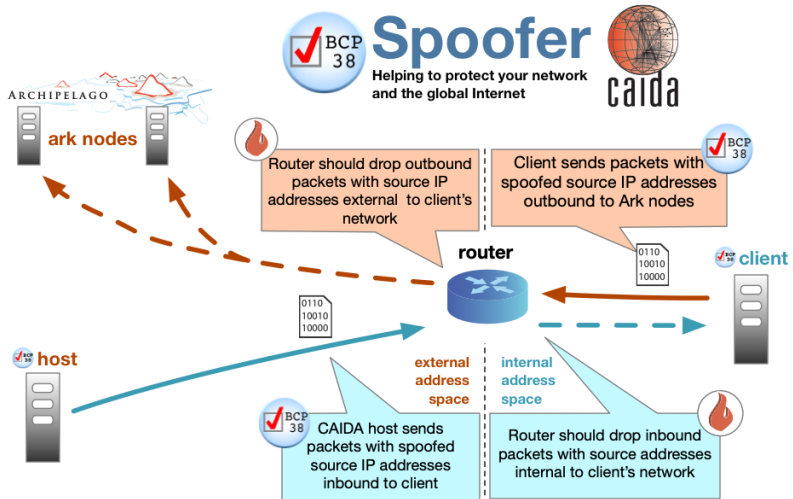 BCP
38
Spoofer
Helping to protect your network
and the global Internet
caida
ARCHIPELAGO
ark nodes
Router should drop outbound
packets with source IP
addresses external to client's
network
Client sends packets with
spoofed source IP addresses
outbound to Ark nodes
BCP
38
router
0110
10010
10000
BCP
38
client
0110
10010
10000
BCP
38
host
external
address
space
internal
address
space
BCP
38
CAIDA host sends
packets with spoofed
source IP addresses
inbound to client
Router should drop inbound
packets with source addresses
internal to client's network